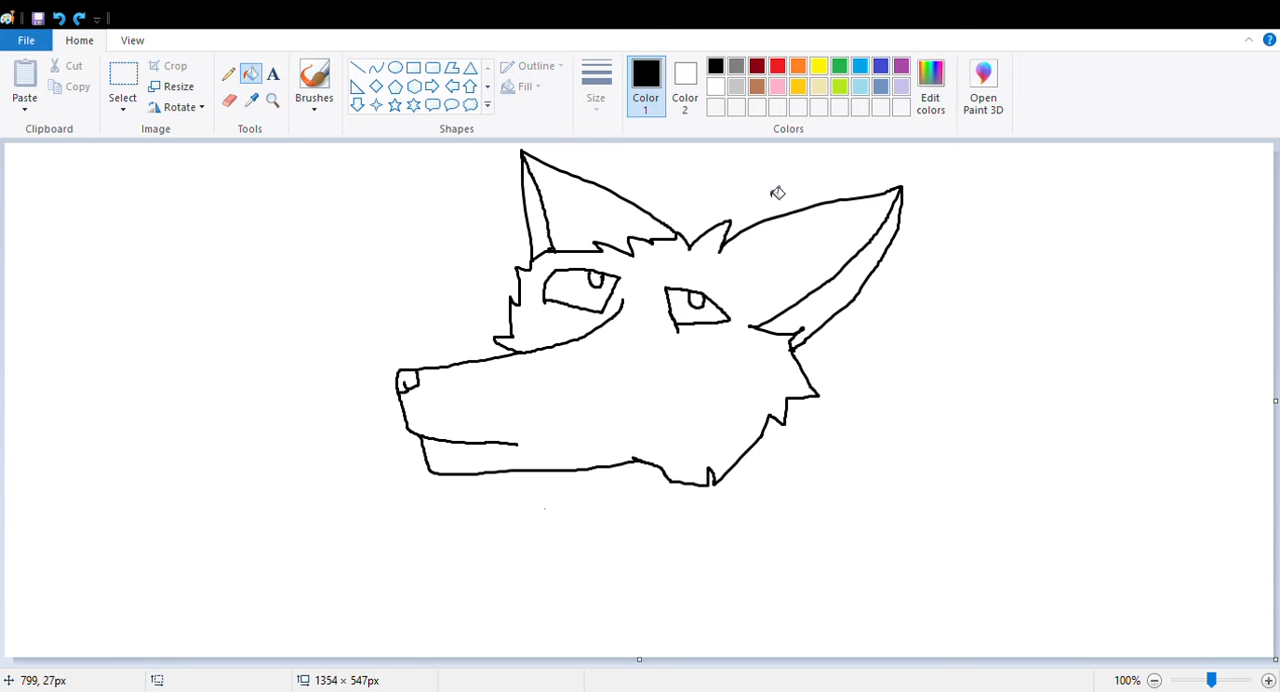 File Home View
Paste
Cut
Copy
Clipboard
Select
Crop
Resize
Rotate
Image
A
Tools
Brushes
Outline
Fill
Shapes
Size
Color 1
Color 2
Edit colors
Colors
Open Paint 3D
799, 27px 1354 × 547px 100%